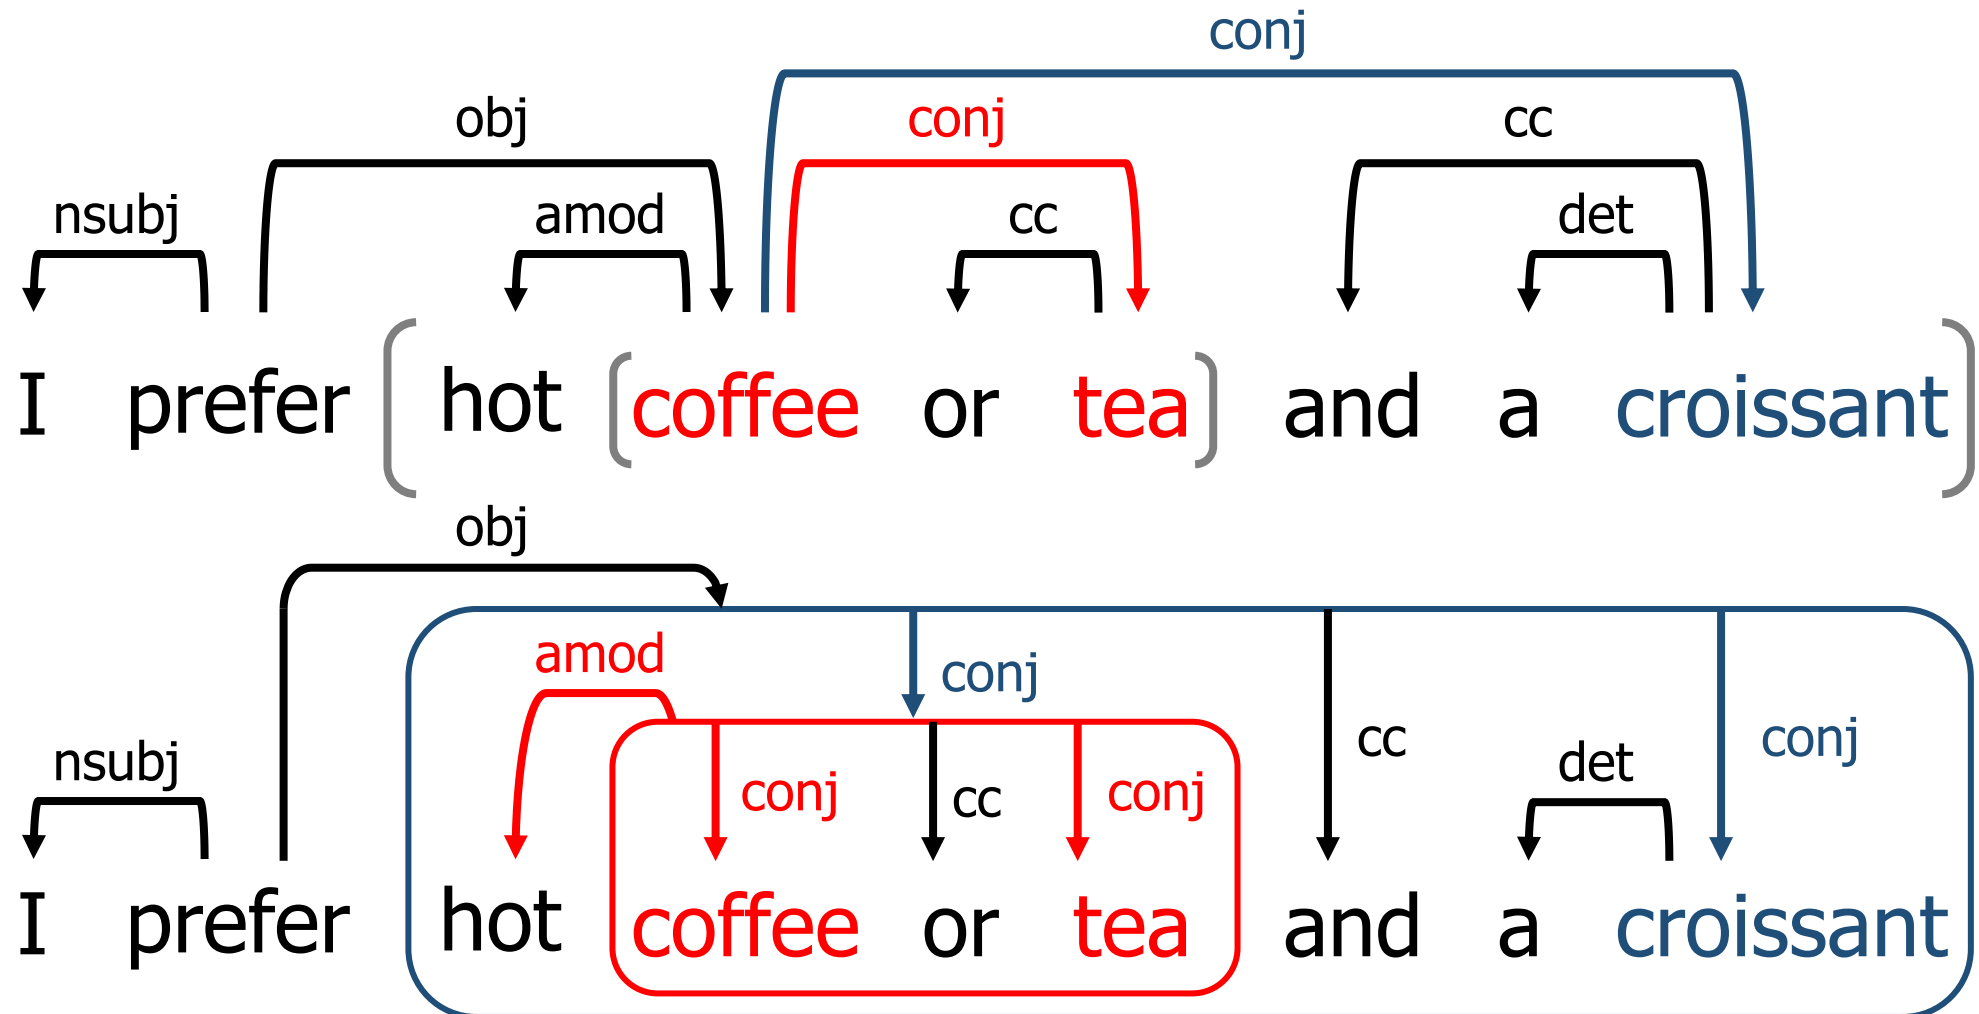 conj
obj conj cc
nsubj amod cc det
I prefer hot coffee or tea and a croissant
obj
amod conj
nsubj conj cc conj cc det conj
I prefer hot coffee or tea and a croissant